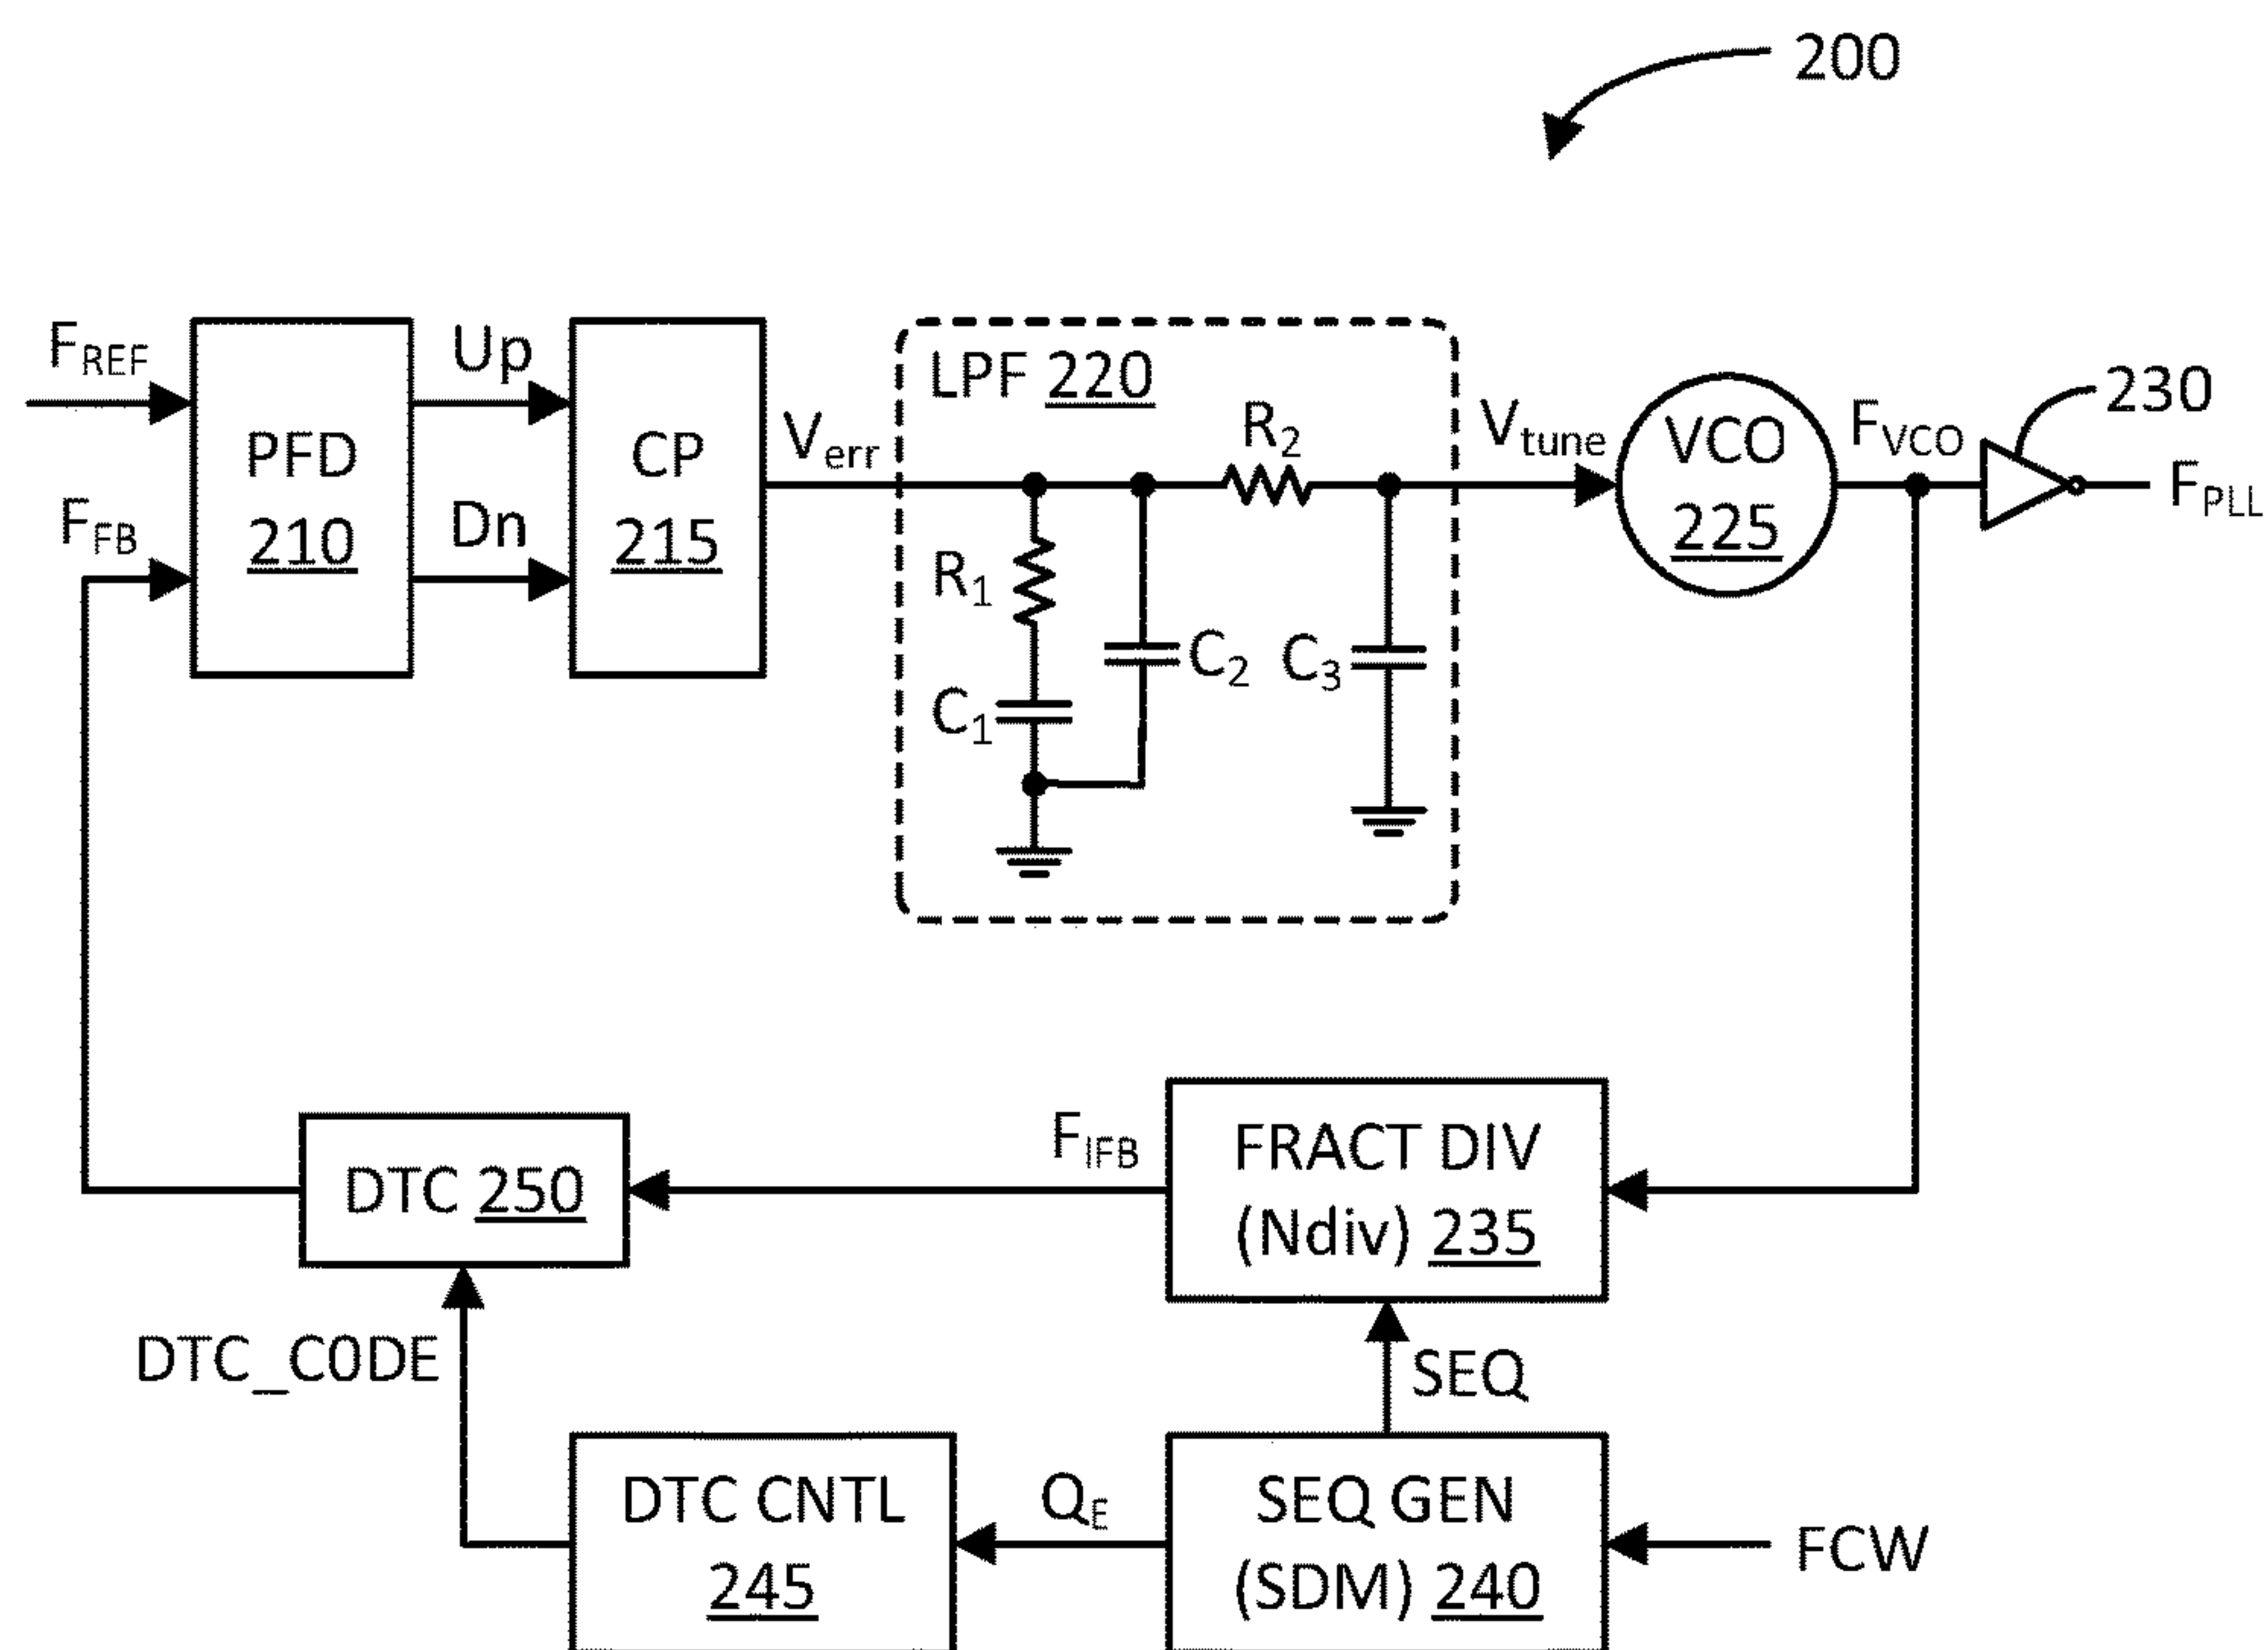 200
F_REF
PFD
210
F_FB
Up
Dn
CP
215
V_err
LPF 220
R_1
C_1
C_2
R_2
C_3
V_tune
VCO
225
F_VCO
230
F_PLL
DTC 250
F_IFB
FRACT DIV
(Ndiv) 235
DTC_C0DE
SEQ
DTC CNTL
245
Q_E
SEQ GEN
(SDM) 240
FCW